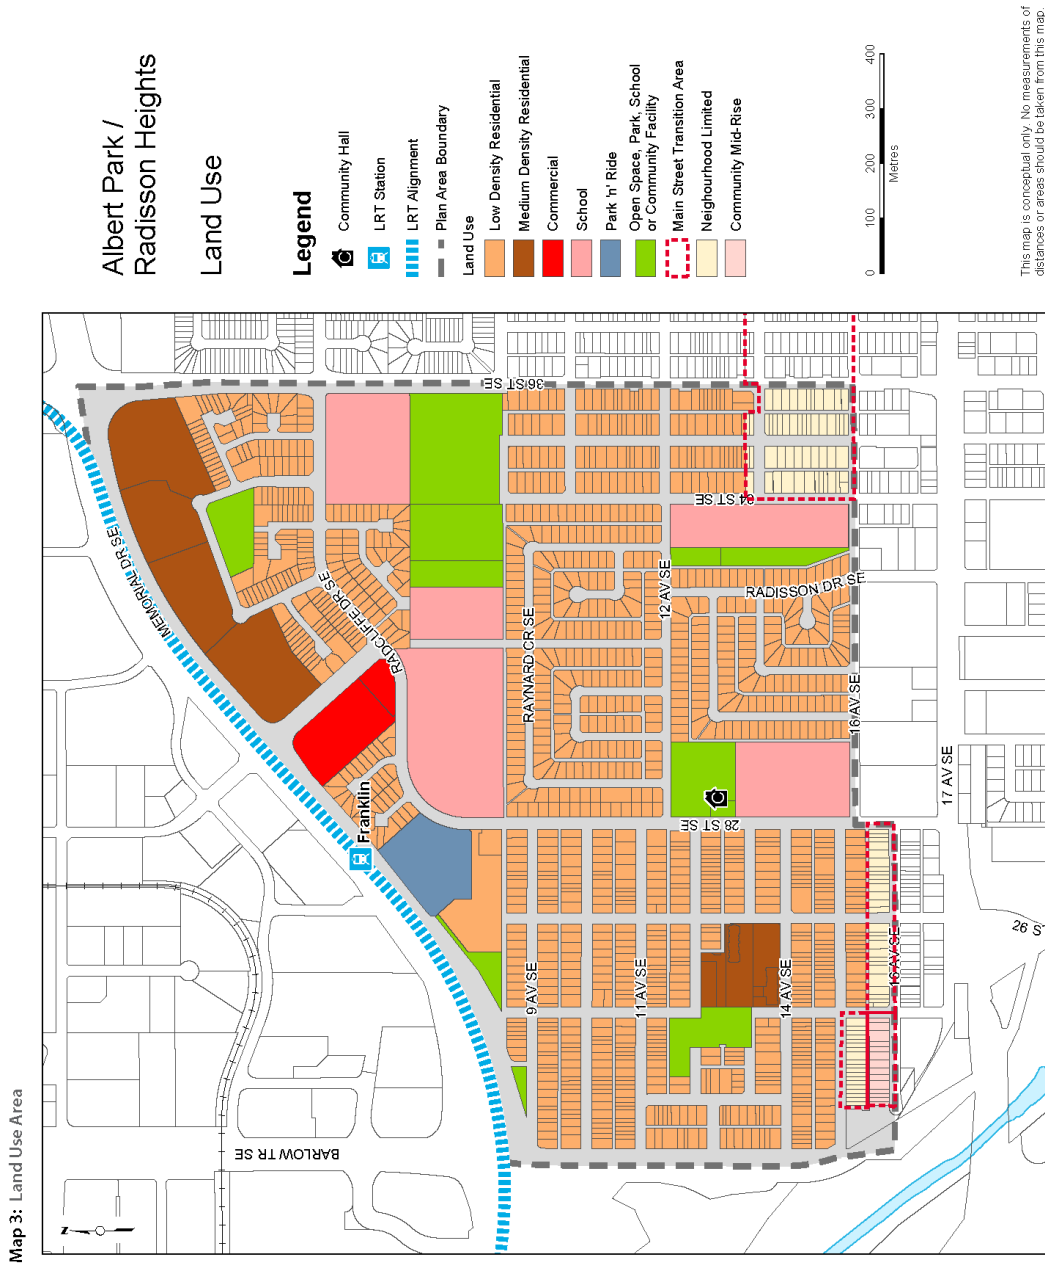 Map 3: Land Use Area
Albert Park /
Radisson Heights
Land Use
Legend
Community Hall
LRT Station
LRT Alignment
Plan Area Boundary
Land Use
Low Density Residential
Medium Density Residential
Commercial
School
Park 'n' Ride
Open Space, Park, School
or Community Facility
Main Street Transition Area
Neighbourhood Limited
Community Mid-Rise
0 100 200 300 400
Metres
This map is conceptual only. No measurements of
distances or areas should be taken from this map.
N
BARLOW TR SE
MEMORIAL DR SE
Franklin
RADCLIFFE DR SE
36 ST SE
RAYNARD CR SE
9 AV SE
11 AV SE
12 AV SE
14 AV SE
28 ST SE
34 ST SE
RADISSON DR SE
16 AV SE
16 AV SE
17 AV SE
26 S